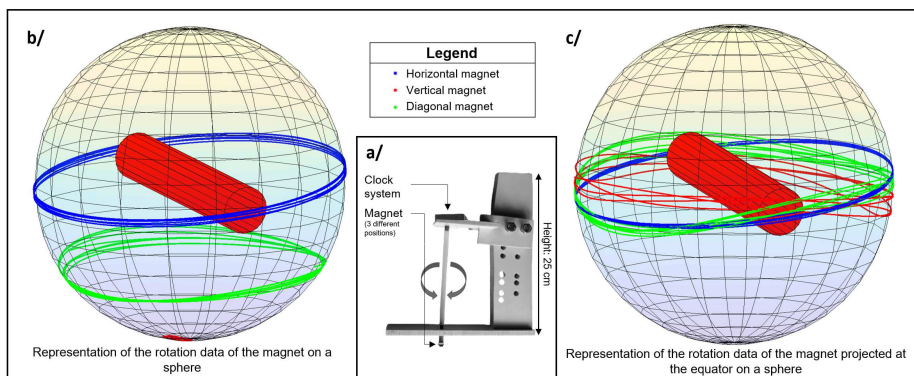 b/
Representation of the rotation data of the magnet on a
sphere
Legend
Horizontal magnet
Vertical magnet
Diagonal magnet
a/
Clock
system
Magnet
(3 different
positions)
Height: 25 cm
c/
Representation of the rotation data of the magnet projected at
the equator on a sphere